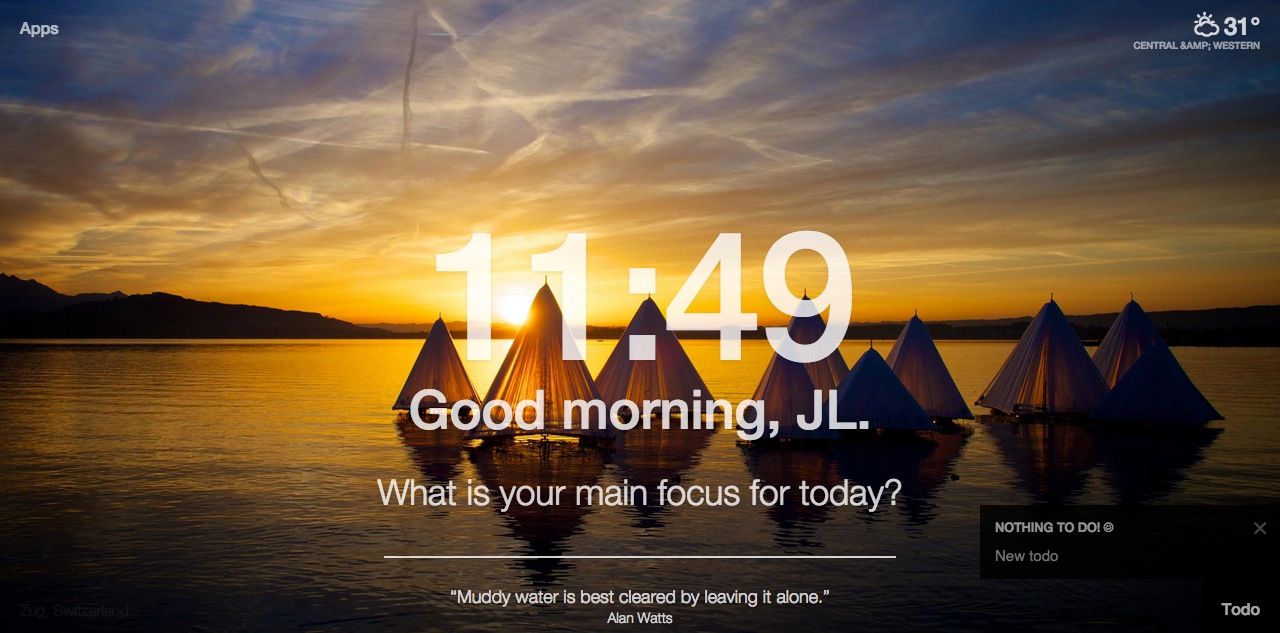 Apps
31°
CENTRAL &AMP; WESTERN
11:49
Good morning, JL.
What is your main focus for today?
NOTHING TO DO! ☺
New todo
“Muddy water is best cleared by leaving it alone.”
Alan Watts
Zug, Switzerland
Todo